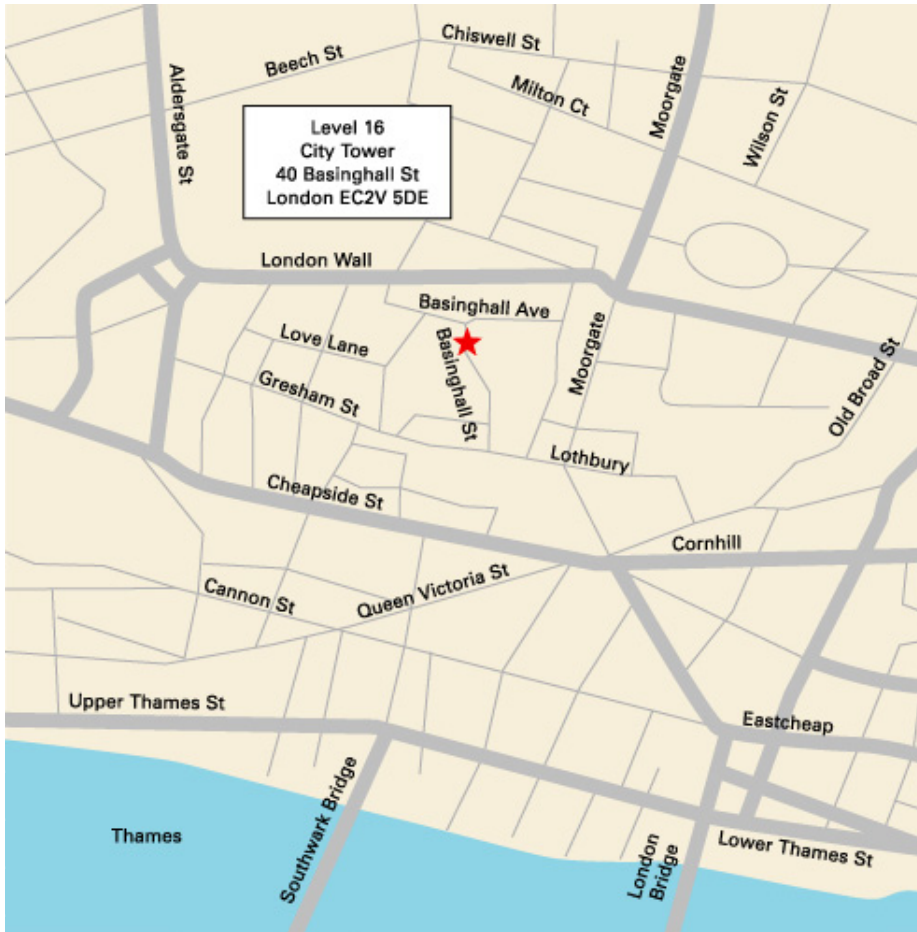 Chiswell St
Beech St
Aldersgate St
Milton Ct
Moorgate
Wilson St
Level 16
City Tower
40 Basinghall St
London EC2V 5DE
London Wall
Basinghall Ave
Love Lane
Basinghall St
Moorgate
Gresham St
Old Broad St
Lothbury
Cheapside St
Cornhill
Queen Victoria St
Cannon St
Upper Thames St
Eastcheap
Southwark Bridge
Thames
London
Bridge
Lower Thames St